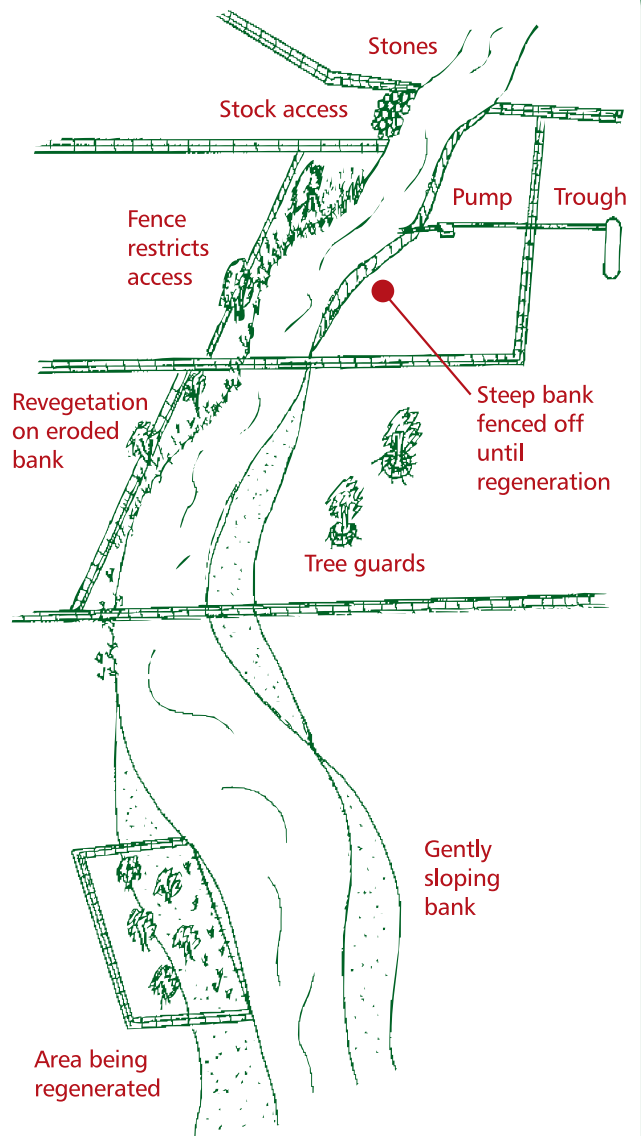 Stones
Stock access
Pump
Trough
Fence
restricts
access
Revegetation
on eroded
bank
Steep bank
fenced off
until
regeneration
Tree guards
Gently
sloping
bank
Area being
regenerated